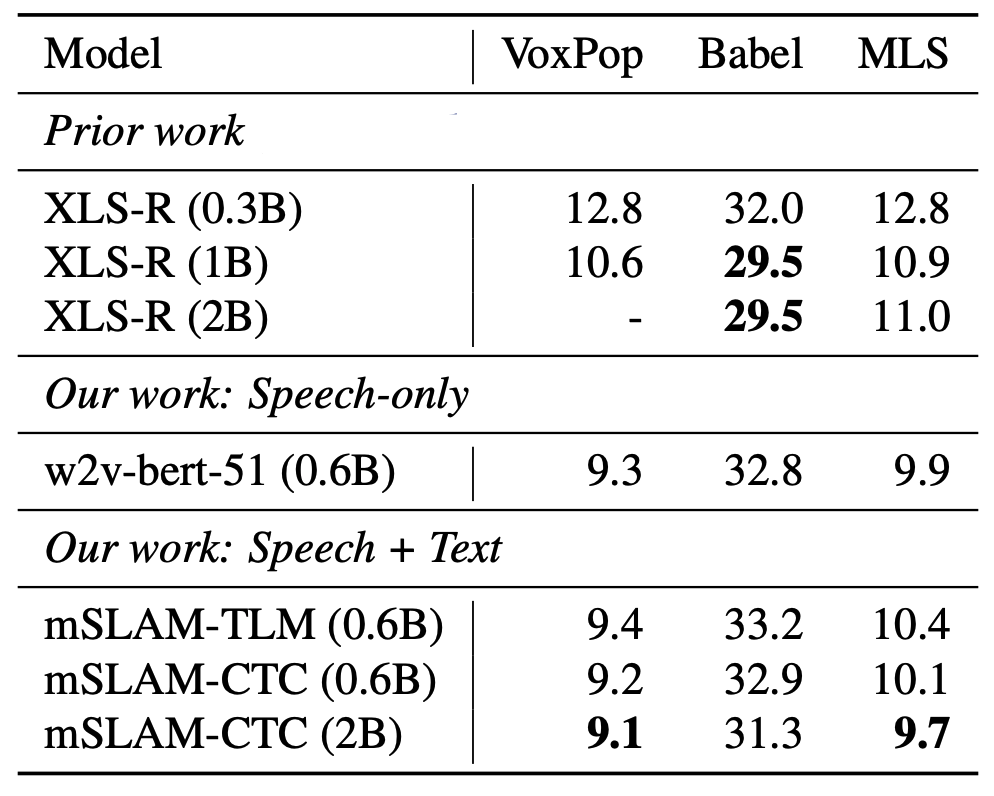 Model VoxPop Babel MLS
Prior work
XLS-R (0.3B) 12.8 32.0 12.8
XLS-R (1B) 10.6 29.5 10.9
XLS-R (2B) - 29.5 11.0
Our work: Speech-only
w2v-bert-51 (0.6B) 9.3 32.8 9.9
Our work: Speech + Text
mSLAM-TLM (0.6B) 9.4 33.2 10.4
mSLAM-CTC (0.6B) 9.2 32.9 10.1
mSLAM-CTC (2B) 9.1 31.3 9.7